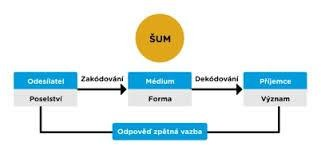 ŠUM
Odesílatel Zakódování Médium Dekódování Příjemce
Poselství Forma Význam
Odpověď zpětná vazba